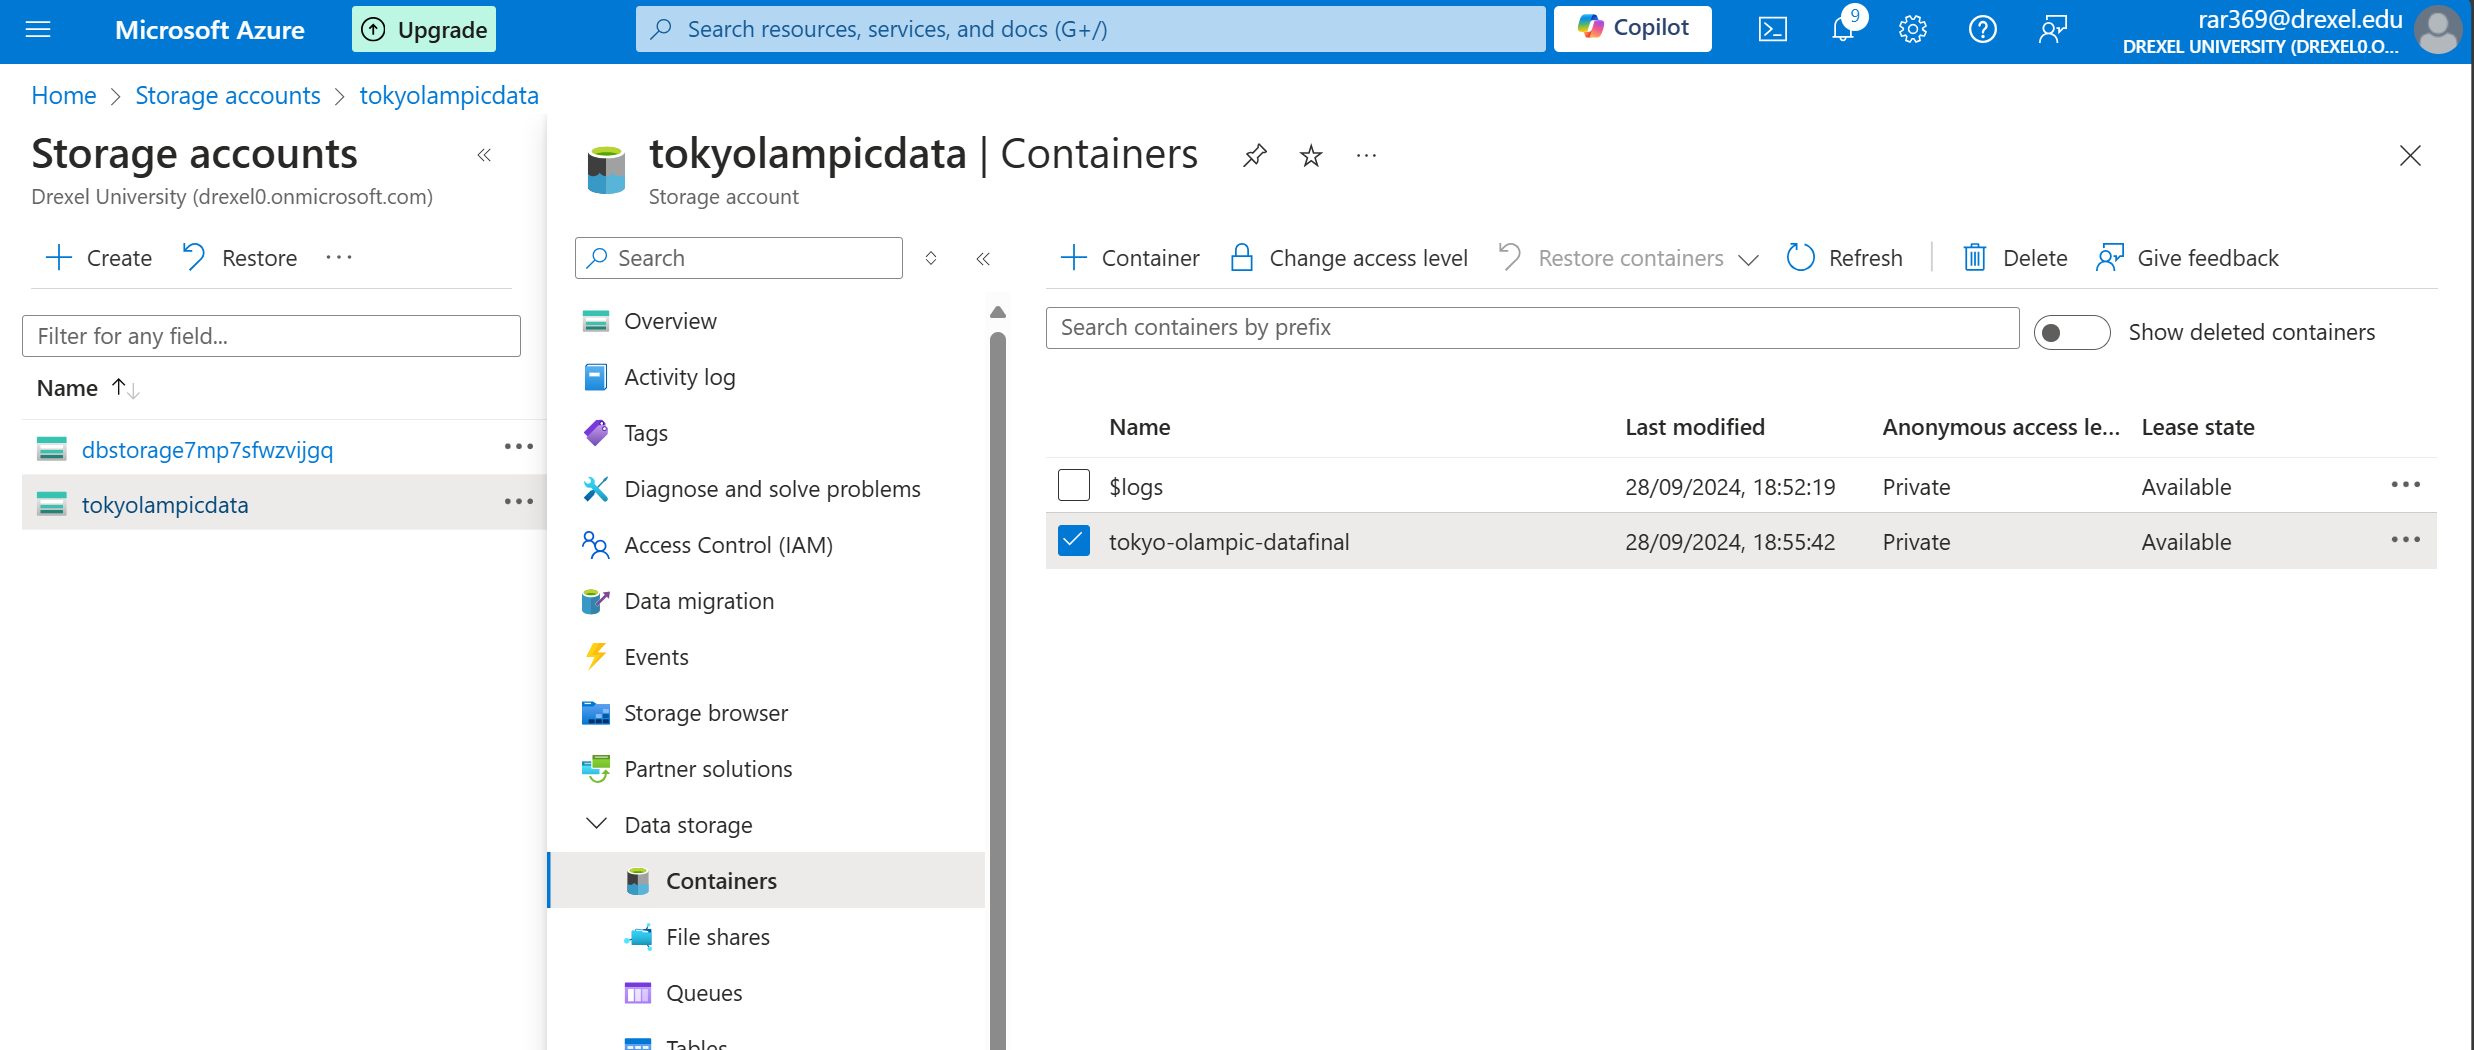 Microsoft Azure
Upgrade
Search resources, services, and docs (G+/)
Copilot
9
rar369@drexel.edu
DREXEL UNIVERSITY (DREXEL0.O...
Home > Storage accounts > tokyolampicdata
Storage accounts
Drexel University (drexel0.onmicrosoft.com)
Create
Restore
Filter for any field...
Name
dbstorage7mp7sfwzvijgq
tokyolampicdata
tokyolampicdata | Containers
Storage account
Search
Overview
Activity log
Tags
Diagnose and solve problems
Access Control (IAM)
Data migration
Events
Storage browser
Partner solutions
Data storage
Containers
File shares
Queues
Tables
Container
Change access level
Restore containers
Refresh
Delete
Give feedback
Search containers by prefix
Show deleted containers
Name Last modified Anonymous access le... Lease state
$logs 28/09/2024, 18:52:19 Private Available
tokyo-olampic-datafinal 28/09/2024, 18:55:42 Private Available